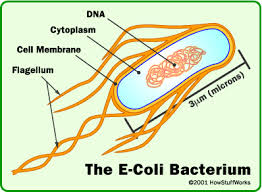 DNA
Cytoplasm
Cell Membrane
Flagellum
3µm (microns)
The E-Coli Bacterium
©2001 HowStuffWorks